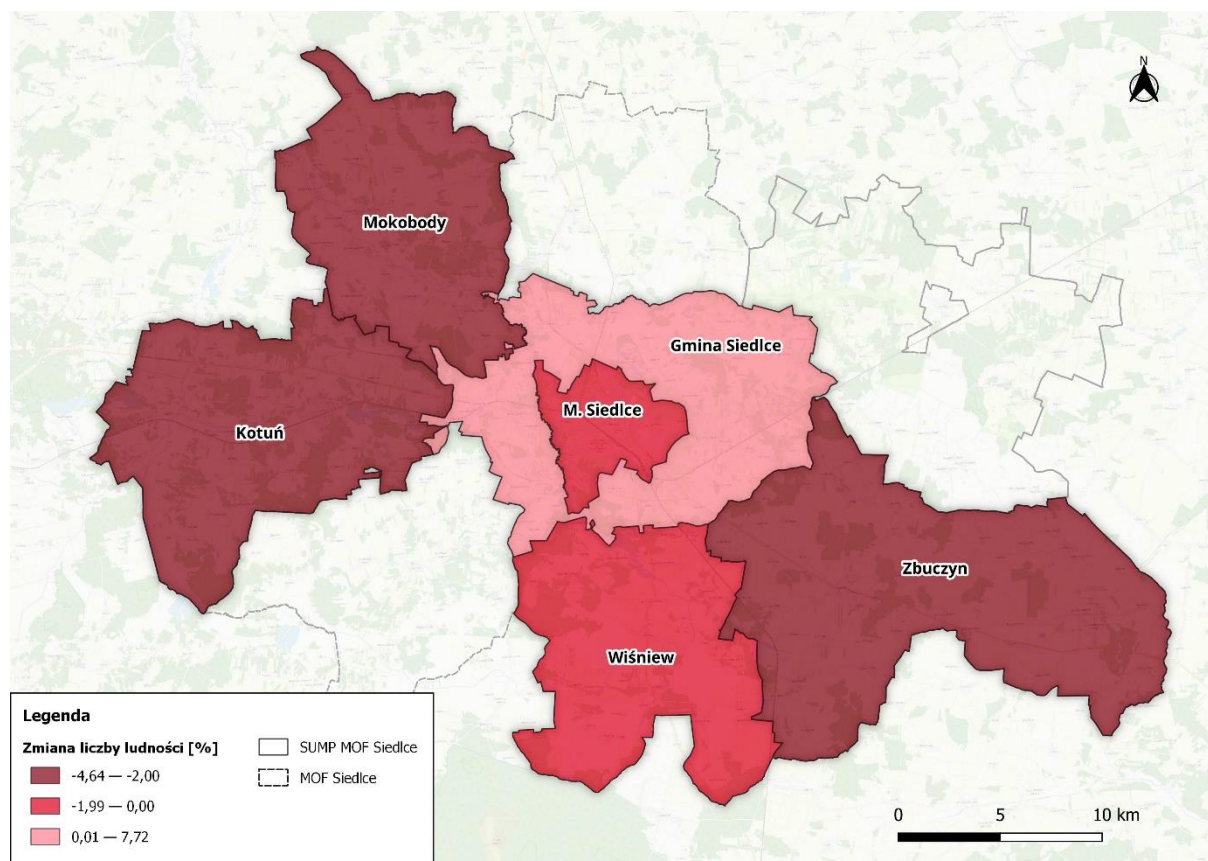 N
Mokobody
Gmina Siedlce
M. Siedlce
Kotuń
Zbuczyn
Wiśniew
Legenda
Zmiana liczby ludności [%]
-4,64 — -2,00
-1,99 — 0,00
0,01 — 7,72
SUMP MOF Siedlce
MOF Siedlce
0 5 10 km